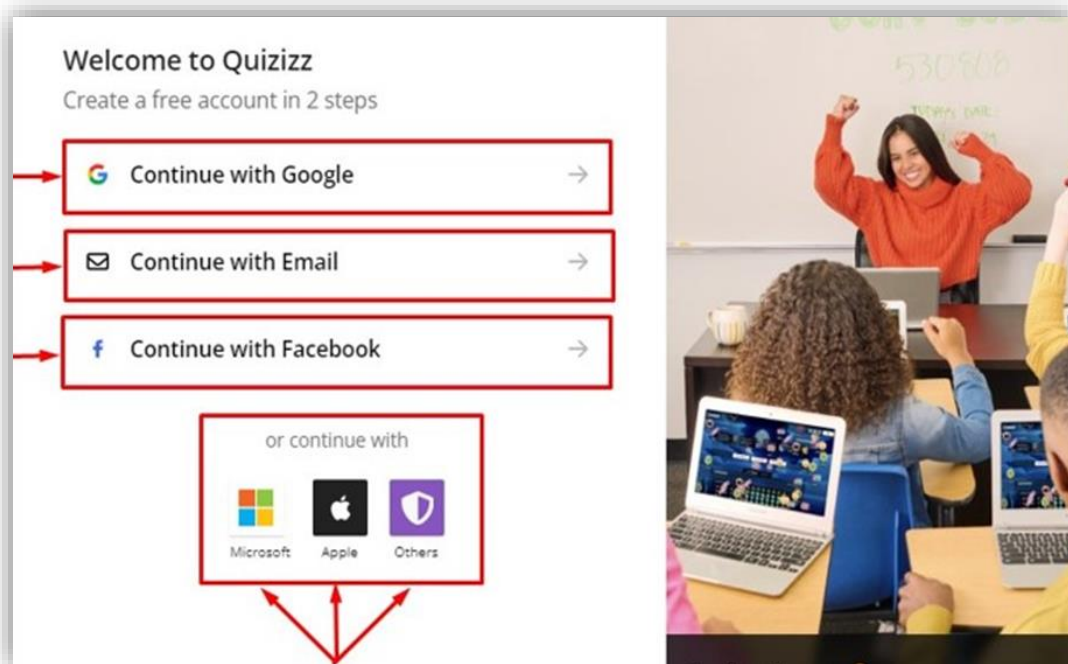 Welcome to Quizizz
Create a free account in 2 steps
Continue with Google
Continue with Email
Continue with Facebook
or continue with
Microsoft Apple Others
530868